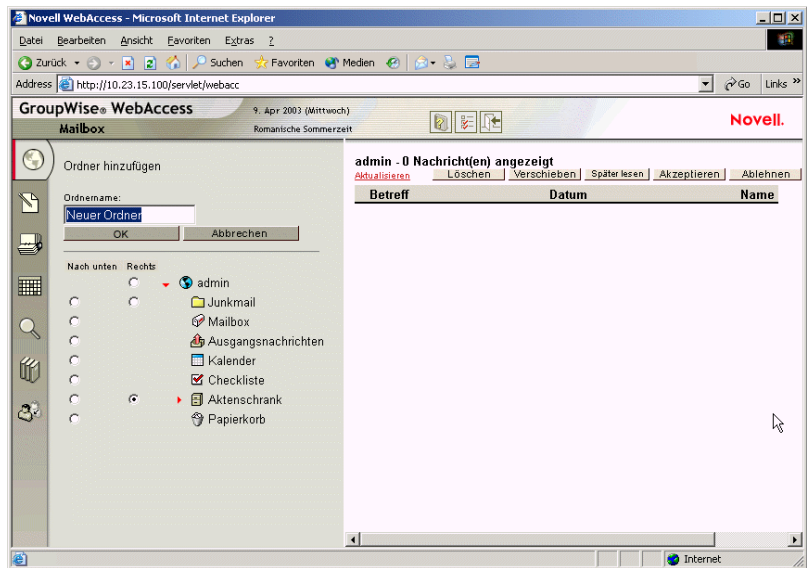 Novell WebAccess - Microsoft Internet Explorer
Datei Bearbeiten Ansicht Favoriten Extras ?
Zurück Suchen Favoriten Medien
Address http://10.23.15.100/servlet/webacc Go Links »
GroupWise® WebAccess
Mailbox
9. Apr 2003 (Mittwoch)
Romanische Sommerzeit
Novell.
Ordner hinzufügen
Ordnername:
Neuer Ordner
OK Abbrechen
Nach unten Rechts
admin
Junkmail
Mailbox
Ausgangsnachrichten
Kalender
Checkliste
Aktenschrank
Papierkorb
admin - 0 Nachricht(en) angezeigt
Aktualisieren Löschen Verschieben Später lesen Akzeptieren Ablehnen
Betreff Datum Name
Internet